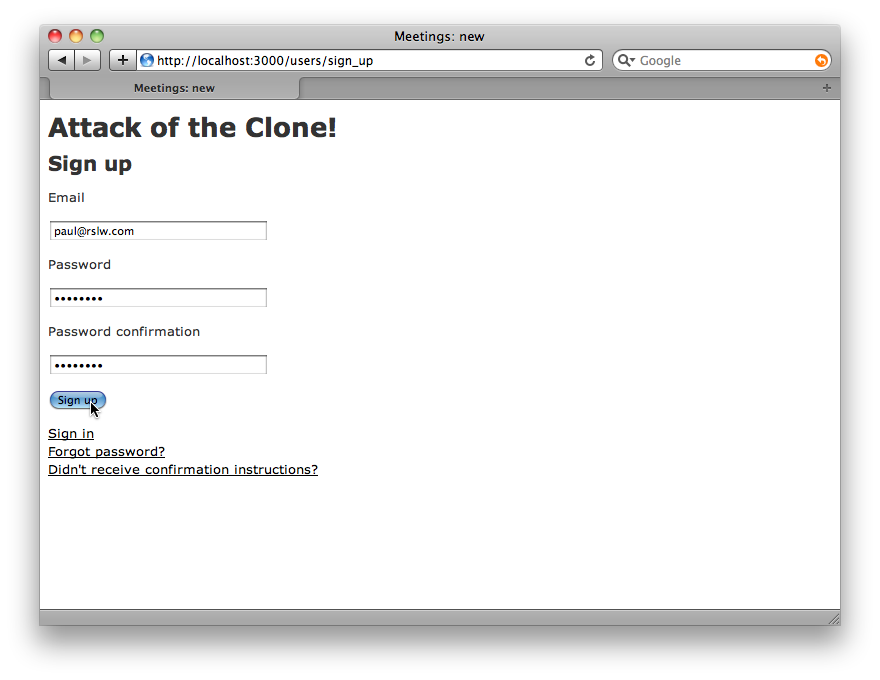 Meetings: new
http://localhost:3000/users/sign_up
Google
Meetings: new
Attack of the Clone!
Sign up
Email
paul@rslw.com
Password
••••••••
Password confirmation
••••••••
Sign up
Sign in
Forgot password?
Didn't receive confirmation instructions?